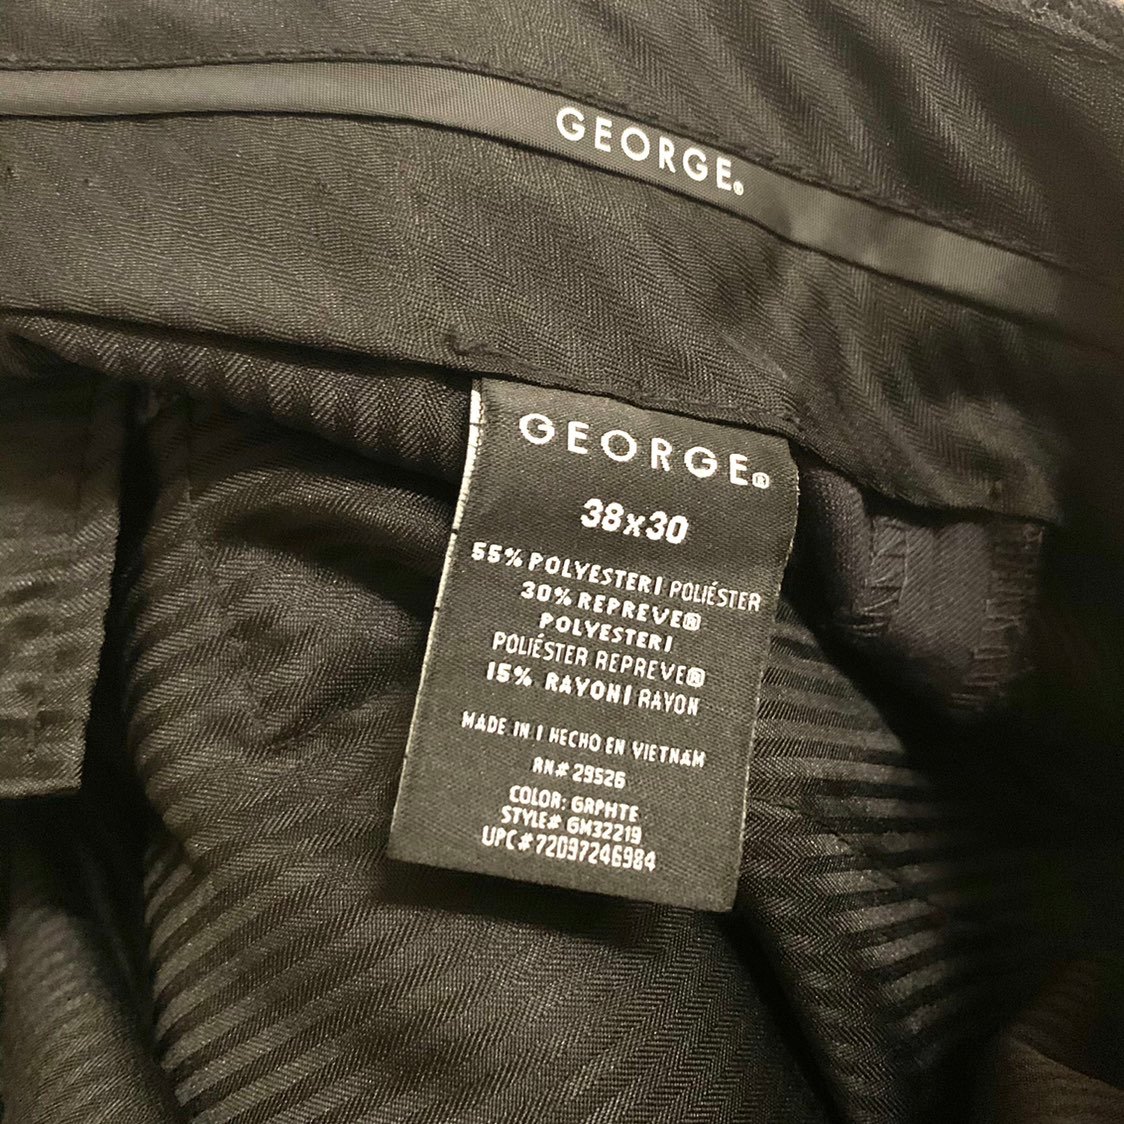 GEORGE®
GEORGE®
38x30
55% POLYESTER| POLIÉSTER
30% REPREVE®
POLYESTER|
POLIÉSTER REPREVE®
15% RAYON| RAYON
MADE IN | HECHO EN VIETNAM
RN# 29526
COLOR: GRPHTE
STYLE# GM32219
UPC# 72097246984